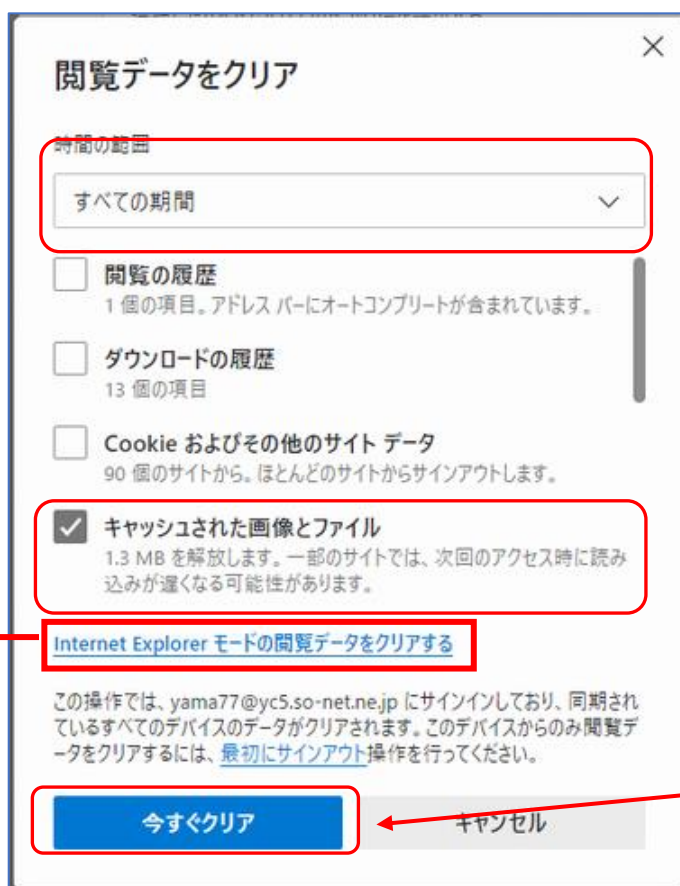 閲覧データをクリア
時間の範囲
すべての期間
閲覧の履歴
1 個の項目。アドレス バーにオートコンプリートが含まれています。
ダウンロードの履歴
13 個の項目
Cookie およびその他のサイト データ
90 個のサイトから。ほとんどのサイトからサインアウトします。
キャッシュされた画像とファイル
1.3 MB を解放します。一部のサイトでは、次回のアクセス時に読み
込みが遅くなる可能性があります。
Internet Explorer モードの閲覧データをクリアする
この操作では、yama77@yc5.so-net.ne.jp にサインインしており、同期され
ているすべてのデバイスのデータがクリアされます。このデバイスからのみ閲覧デ
ータをクリアするには、最初にサインアウト操作を行ってください。
今すぐクリア
キャンセル